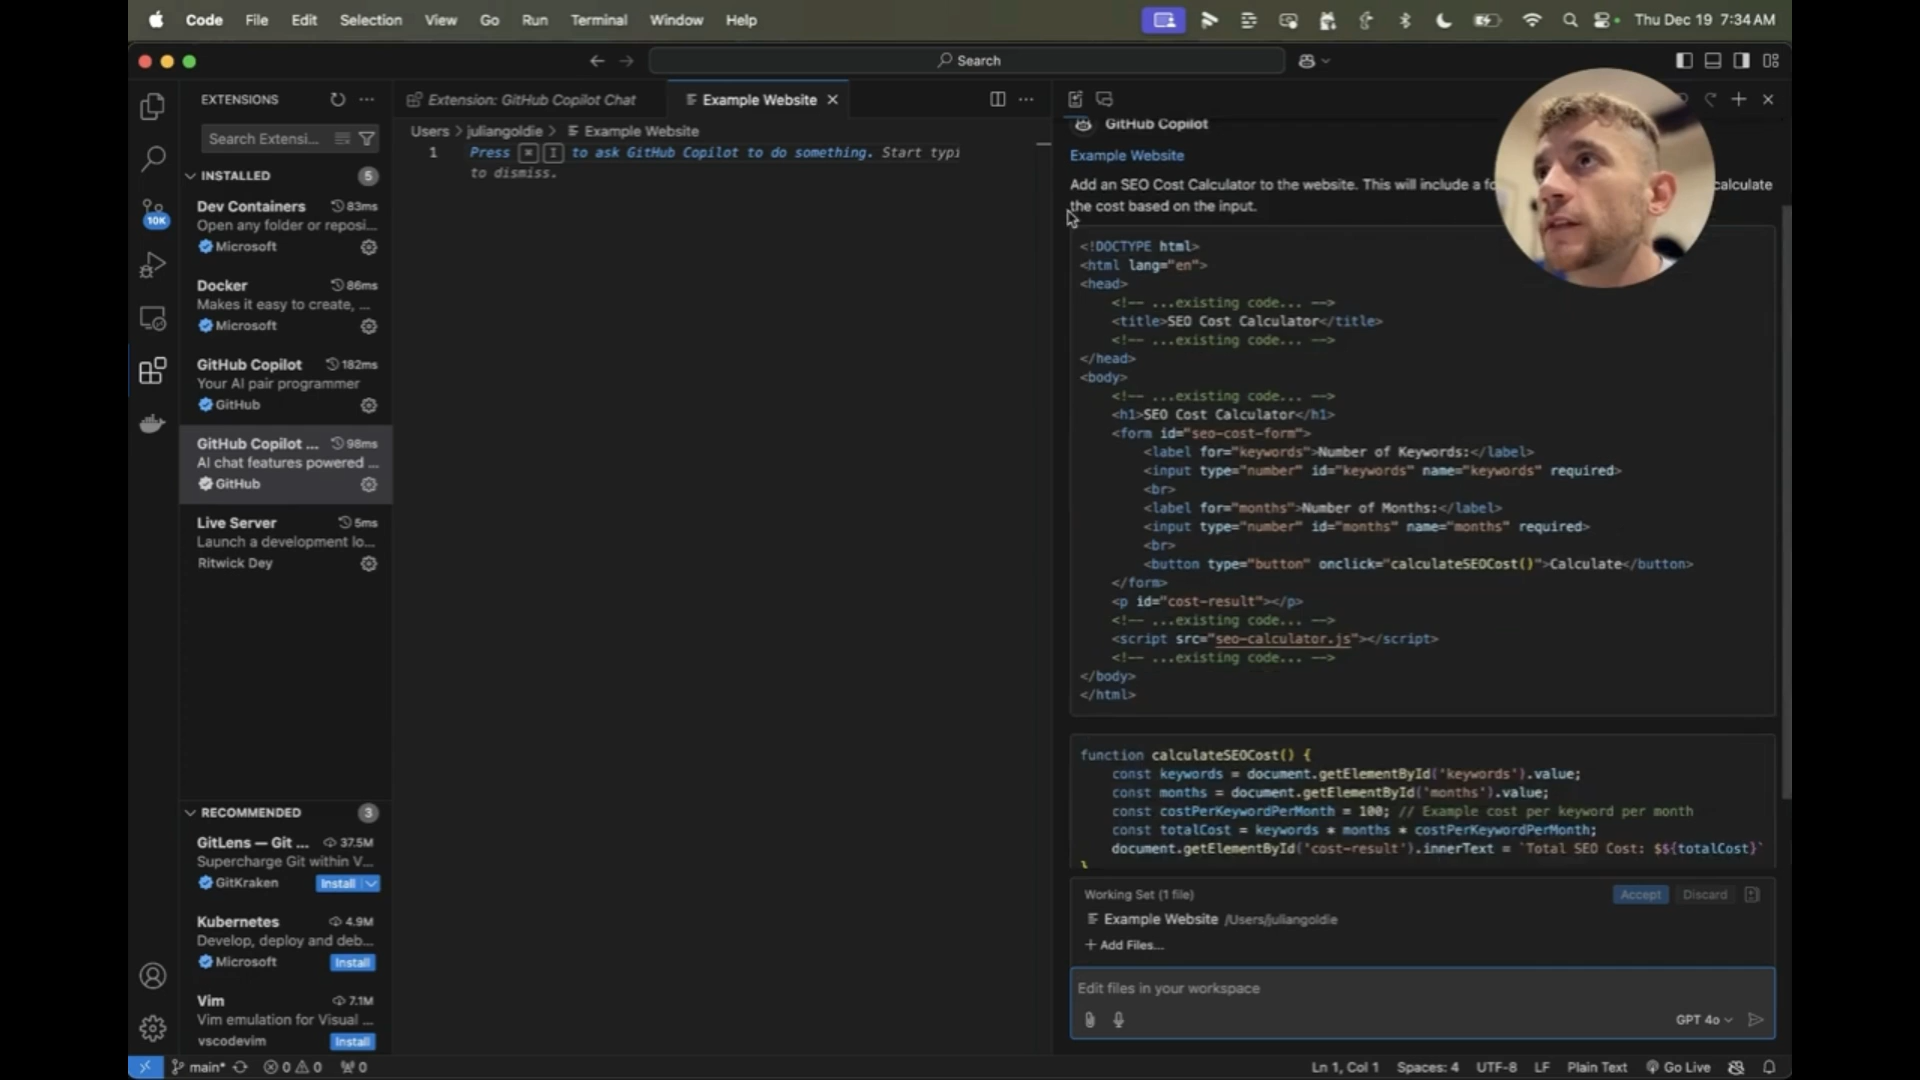 Code File Edit Selection View Go Run Terminal Window Help Thu Dec 19 7:34 AM
Search
EXTENSIONS
Search Extensi...
INSTALLED 5
Dev Containers 83ms
Open any folder or reposi...
Microsoft
Docker 86ms
Makes it easy to create, ...
Microsoft
GitHub Copilot 182ms
Your AI pair programmer
GitHub
GitHub Copilot ... 98ms
AI chat features powered ...
GitHub
Live Server 5ms
Launch a development lo...
Ritwick Dey
10K
RECOMMENDED 3
GitLens — Git ... 37.5M
Supercharge Git within V...
GitKraken Install
Kubernetes 4.9M
Develop, deploy and deb...
Microsoft Install
Vim 7.1M
Vim emulation for Visual ...
vscodevim Install
Extension: GitHub Copilot Chat Example Website
Users > juliangoldie > Example Website
1 Press ⌘ I to ask GitHub Copilot to do something. Start typi
to dismiss.
GitHub Copilot
Example Website
Add an SEO Cost Calculator to the website. This will include a fo calculate
the cost based on the input.
<!DOCTYPE html>
<html lang="en">
<head>
<!-- ...existing code... -->
<title>SEO Cost Calculator</title>
<!-- ...existing code... -->
</head>
<body>
<!-- ...existing code... -->
<h1>SEO Cost Calculator</h1>
<form id="seo-cost-form">
<label for="keywords">Number of Keywords:</label>
<input type="number" id="keywords" name="keywords" required>
<br>
<label for="months">Number of Months:</label>
<input type="number" id="months" name="months" required>
<br>
<button type="button" onclick="calculateSEOCost()">Calculate</button>
</form>
<p id="cost-result"></p>
<!-- ...existing code... -->
<script src="seo-calculator.js"></script>
<!-- ...existing code... -->
</body>
</html>
function calculateSEOCost() {
const keywords = document.getElementById('keywords').value;
const months = document.getElementById('months').value;
const costPerKeywordPerMonth = 100; // Example cost per keyword per month
const totalCost = keywords * months * costPerKeywordPerMonth;
document.getElementById('cost-result').innerText = `Total SEO Cost: $${totalCost}`
}
Working Set (1 file) Accept Discard
Example Website /Users/juliangoldie
+ Add Files...
Edit files in your workspace
GPT 4o
main* 0 0 0 Ln 1, Col 1 Spaces: 4 UTF-8 LF Plain Text Go Live